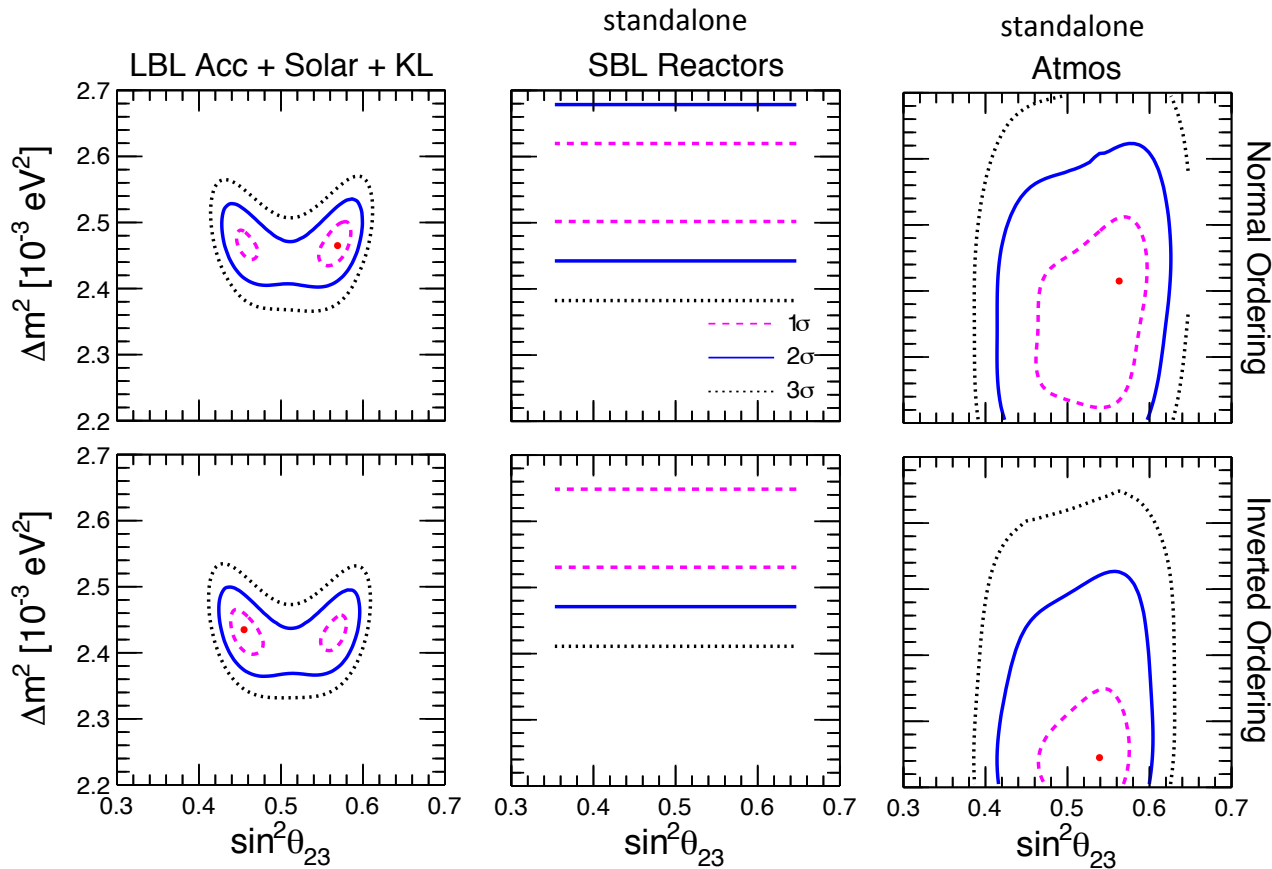 standalone standalone
LBL Acc + Solar + KL SBL Reactors Atmos
2.7
2.6
2.5
2.4
2.3
2.2
Δm² [10⁻³ eV²]
1σ
2σ
3σ
Normal Ordering
2.7
2.6
2.5
2.4
2.3
2.2
Δm² [10⁻³ eV²]
Inverted Ordering
0.3 0.4 0.5 0.6 0.7 0.3 0.4 0.5 0.6 0.7 0.3 0.4 0.5 0.6 0.7
sin²θ₂₃ sin²θ₂₃ sin²θ₂₃